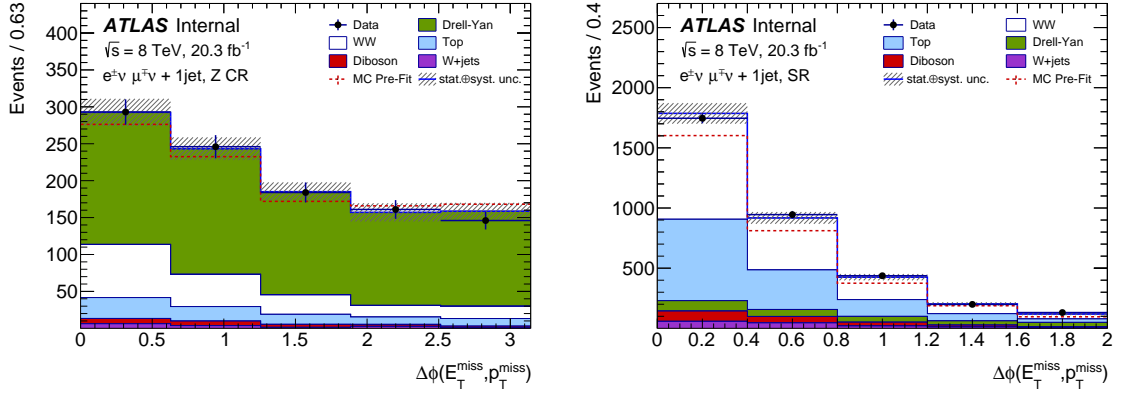 Events / 0.63
400
350
300
250
200
150
100
50
ATLAS Internal
√s = 8 TeV, 20.3 fb-1
e±ν μ∓ν + 1jet, Z CR
Data
Drell-Yan
WW
Top
Diboson
W+jets
MC Pre-Fit
stat.⊕syst. unc.
0 0.5 1 1.5 2 2.5 3
Δϕ(E_T^miss,p_T^miss)
Events / 0.4
2500
2000
1500
1000
500
ATLAS Internal
√s = 8 TeV, 20.3 fb-1
e±ν μ∓ν + 1jet, SR
Data
WW
Top
Drell-Yan
Diboson
W+jets
stat.⊕syst. unc.
MC Pre-Fit
0 0.2 0.4 0.6 0.8 1 1.2 1.4 1.6 1.8 2
Δϕ(E_T^miss,p_T^miss)